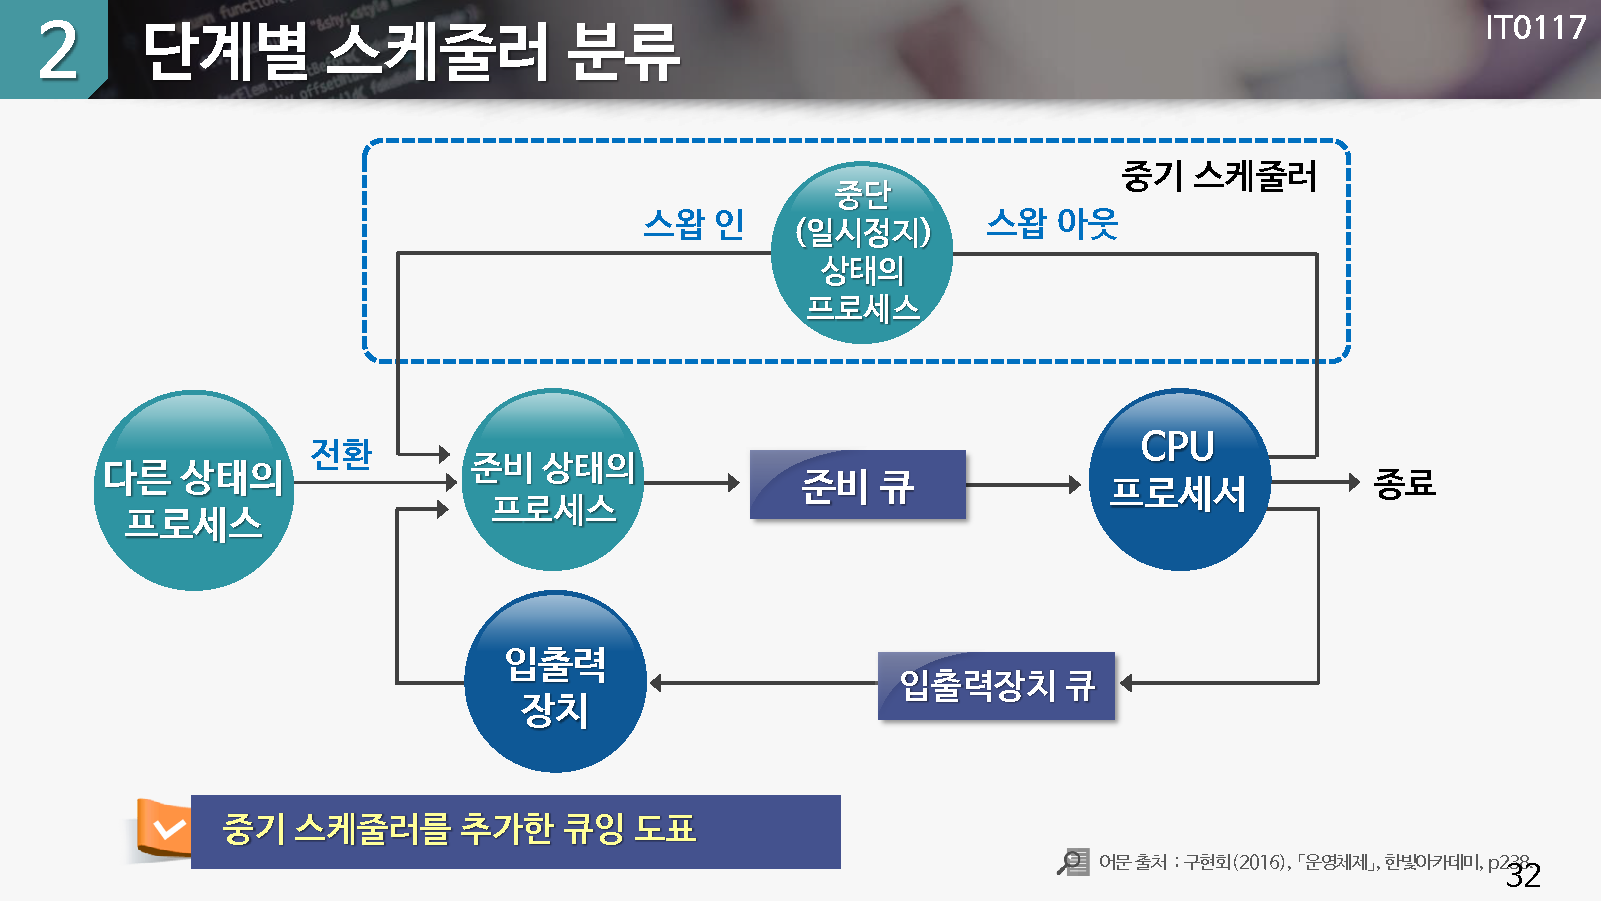 2
단계별 스케줄러 분류
IT0117
중기 스케줄러
스왑 인
중단
(일시정지)
상태의
프로세스
스왑 아웃
다른 상태의
프로세스
전환
준비 상태의
프로세스
준비 큐
CPU
프로세서
종료
입출력
장치
입출력장치 큐
중기 스케줄러를 추가한 큐잉 도표
어문 출처 : 구현회(2016), 「운영체제」, 한빛아카데미, p238.
32